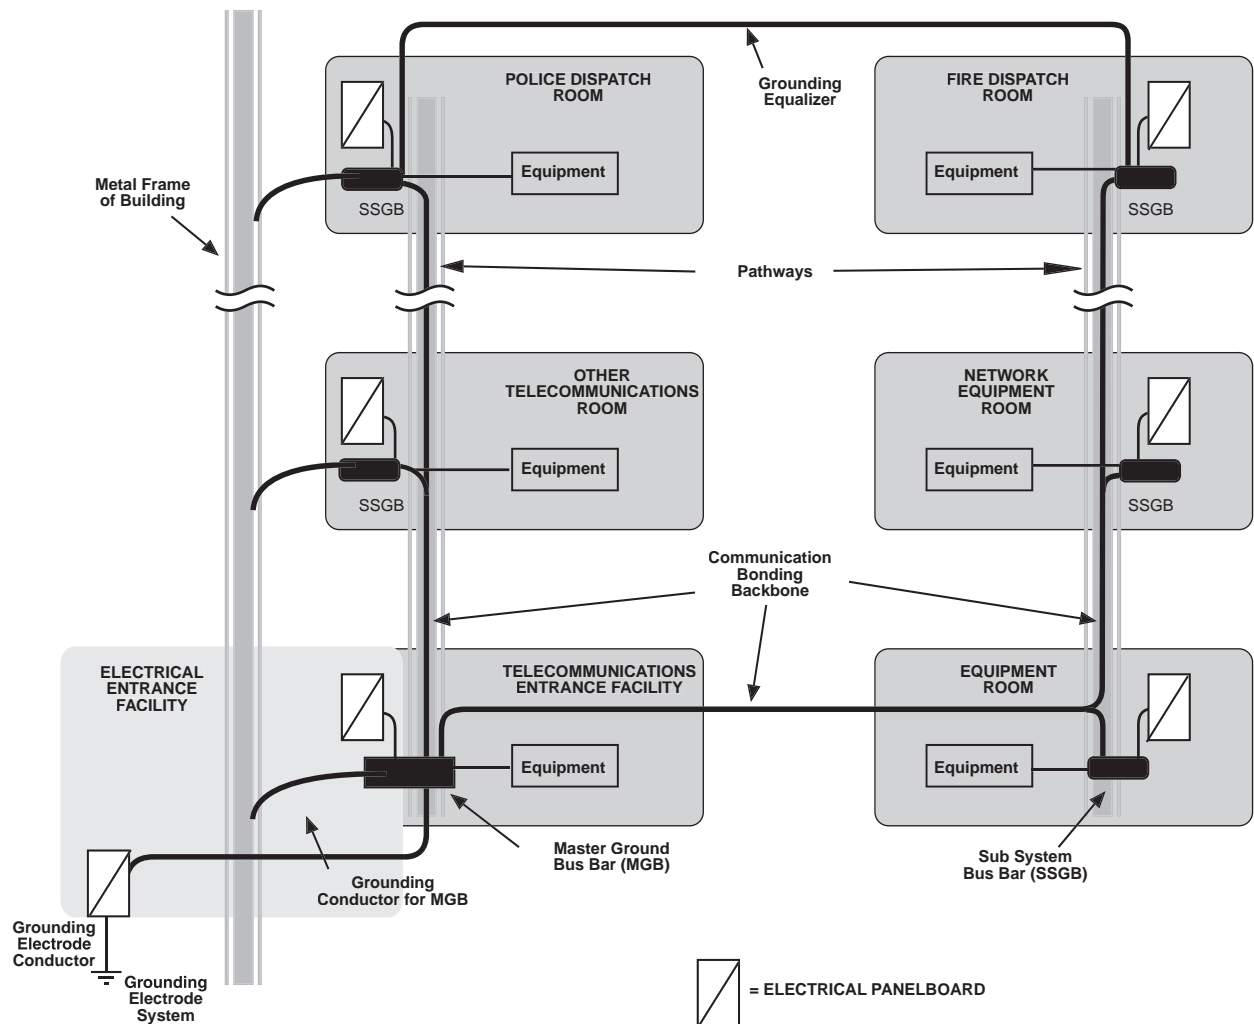 POLICE DISPATCH
ROOM
Grounding
Equalizer
FIRE DISPATCH
ROOM
Metal Frame
of Building
Equipment
SSGB
Equipment
SSGB
Pathways
OTHER
TELECOMMUNICATIONS
ROOM
NETWORK
EQUIPMENT
ROOM
Equipment
SSGB
Equipment
SSGB
Communication
Bonding
Backbone
ELECTRICAL
ENTRANCE
FACILITY
TELECOMMUNICATIONS
ENTRANCE FACILITY
EQUIPMENT
ROOM
Equipment
Equipment
Master Ground
Bus Bar (MGB)
Sub System
Bus Bar (SSGB)
Grounding
Conductor for MGB
Grounding
Electrode
Conductor
Grounding
Electrode
System
= ELECTRICAL PANELBOARD